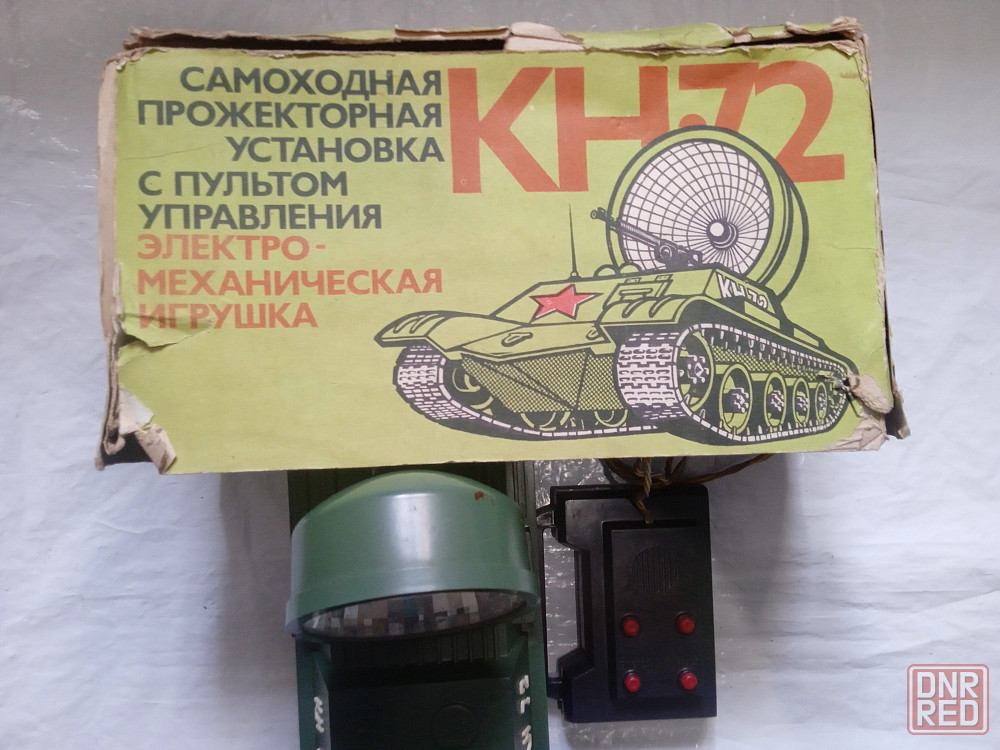 САМОХОДНАЯ
ПРОЖЕКТОРНАЯ
УСТАНОВКА
С ПУЛЬТОМ
УПРАВЛЕНИЯ
ЭЛЕКТРО-
МЕХАНИЧЕСКАЯ
ИГРУШКА
КН-72
КН-72
DNR
RED